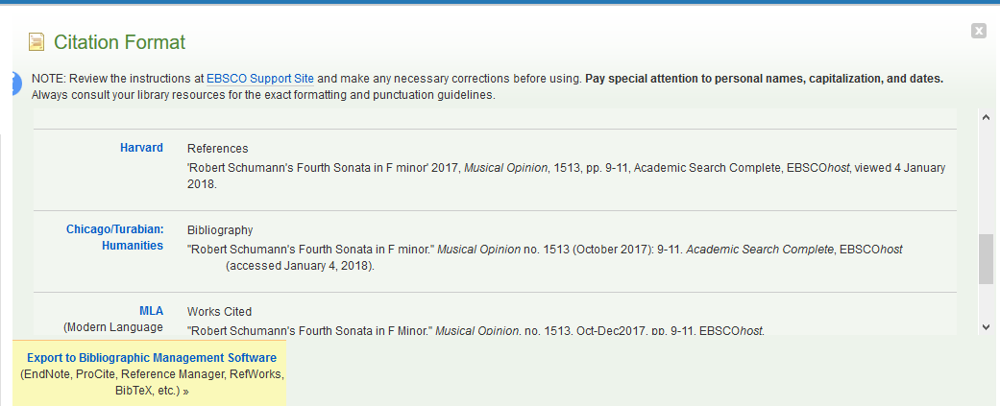 Citation Format
x
NOTE: Review the instructions at EBSCO Support Site and make any necessary corrections before using. Pay special attention to personal names, capitalization, and dates.
Always consult your library resources for the exact formatting and punctuation guidelines.
Harvard
References
'Robert Schumann's Fourth Sonata in F minor' 2017, Musical Opinion, 1513, pp. 9-11, Academic Search Complete, EBSCOhost, viewed 4 January
2018.
Chicago/Turabian:
Humanities
Bibliography
"Robert Schumann's Fourth Sonata in F minor." Musical Opinion no. 1513 (October 2017): 9-11. Academic Search Complete, EBSCOhost
(accessed January 4, 2018).
MLA
(Modern Language
Works Cited
"Robert Schumann's Fourth Sonata in F Minor." Musical Opinion, no. 1513, Oct-Dec2017, pp. 9-11. EBSCOhost,
Export to Bibliographic Management Software
(EndNote, ProCite, Reference Manager, RefWorks,
BibTeX, etc.) »